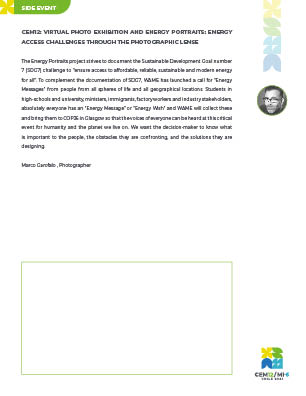 SIDE EVENT
CEM12: VIRTUAL PHOTO EXHIBITION AND ENERGY PORTRAITS: ENERGY
ACCESS CHALLENGES THROUGH THE PHOTOGRAPHIC LENSE
The Energy Portraits project strives to document the Sustainable Development Goal number
7 (SDG7) challenge to "ensure access to affordable, reliable, sustainable and modern energy
for all". To complement the documentation of SDG7, WAME has launched a call for "Energy
Messages" from people from all spheres of life and all geographical locations. Students in
high-schools and university, ministers, immigrants, factory workers and industry stakeholders,
absolutely everyone has an "Energy Message" or "Energy Wish" and WAME will collect these
and bring them to COP26 in Glasgow so that the voices of everyone can be heard at this critical
event for humanity and the planet we live on. We want the decision-maker to know what
is important to the people, the obstacles they are confronting, and the solutions they are
designing.
Marco Garofalo, Photographer
CEM12/MI-6
CHILE 2021